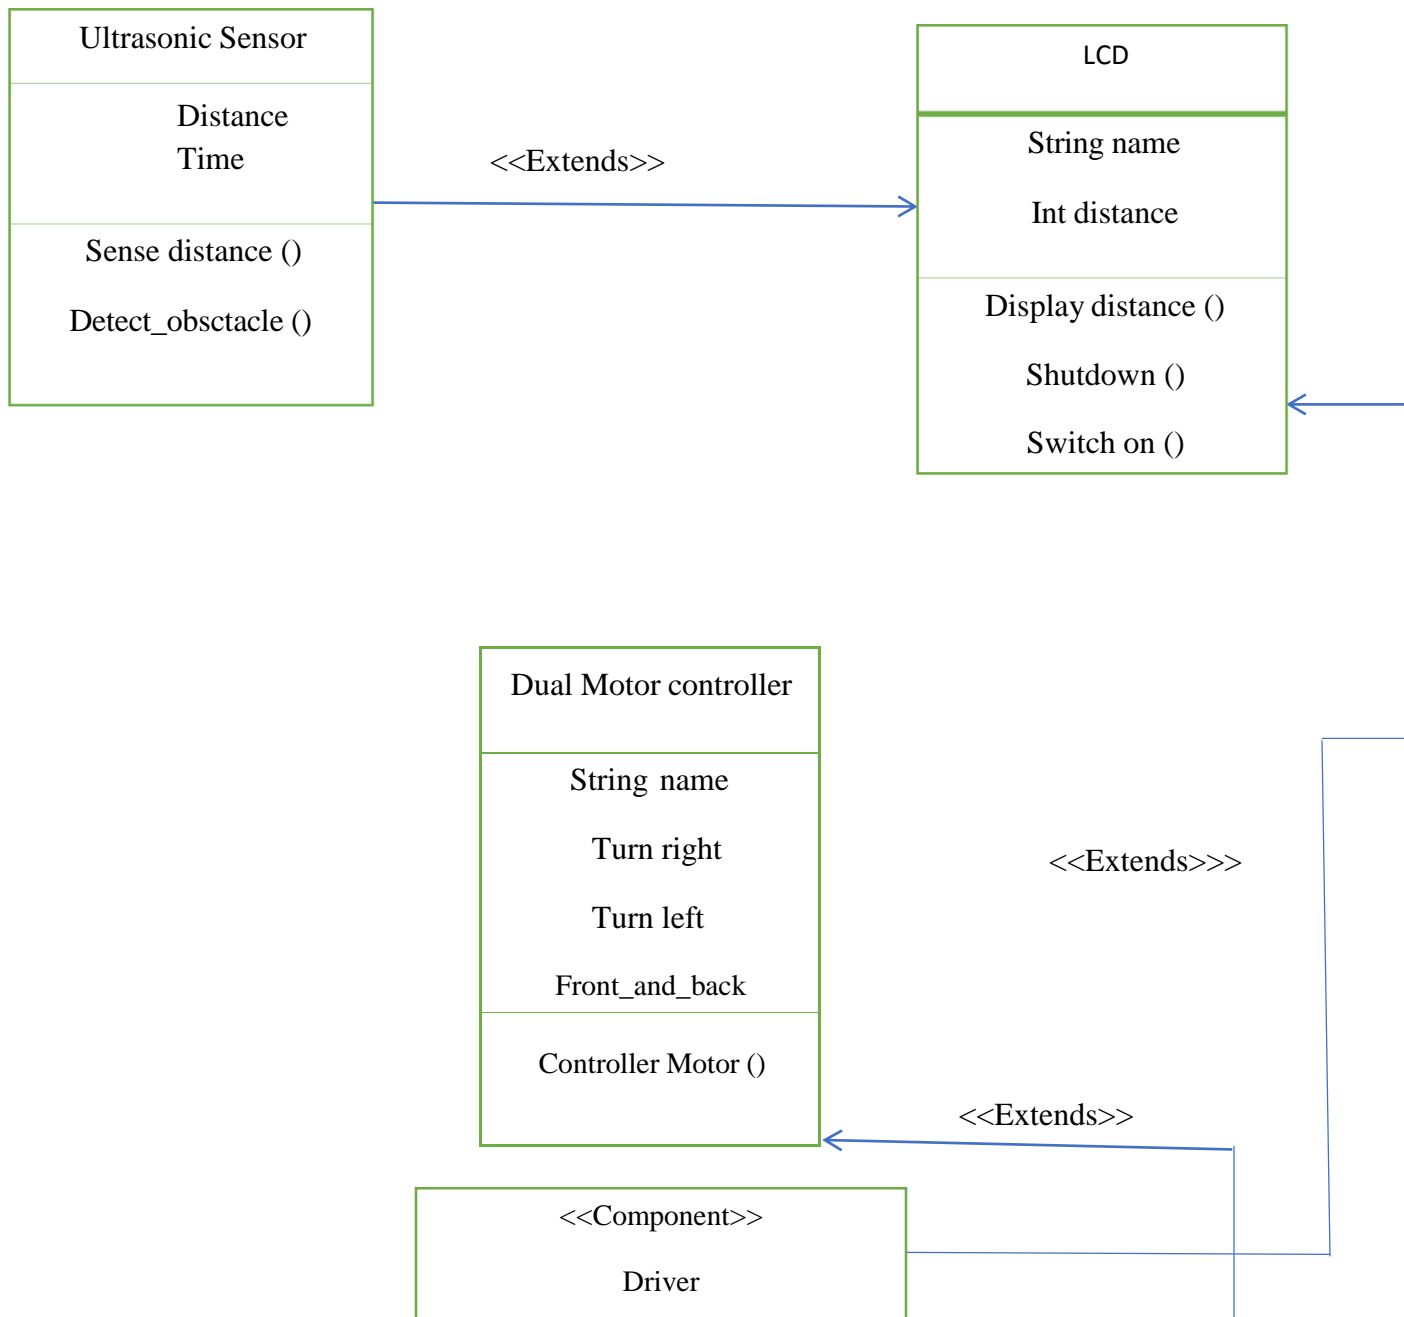 Ultrasonic Sensor
Distance
Time
Sense distance ()
Detect_obsctacle ()
<<Extends>>
LCD
String name
Int distance
Display distance ()
Shutdown ()
Switch on ()
Dual Motor controller
String name
Turn right
Turn left
Front_and_back
Controller Motor ()
<<Extends>>>
<<Extends>>
<<Component>>
Driver